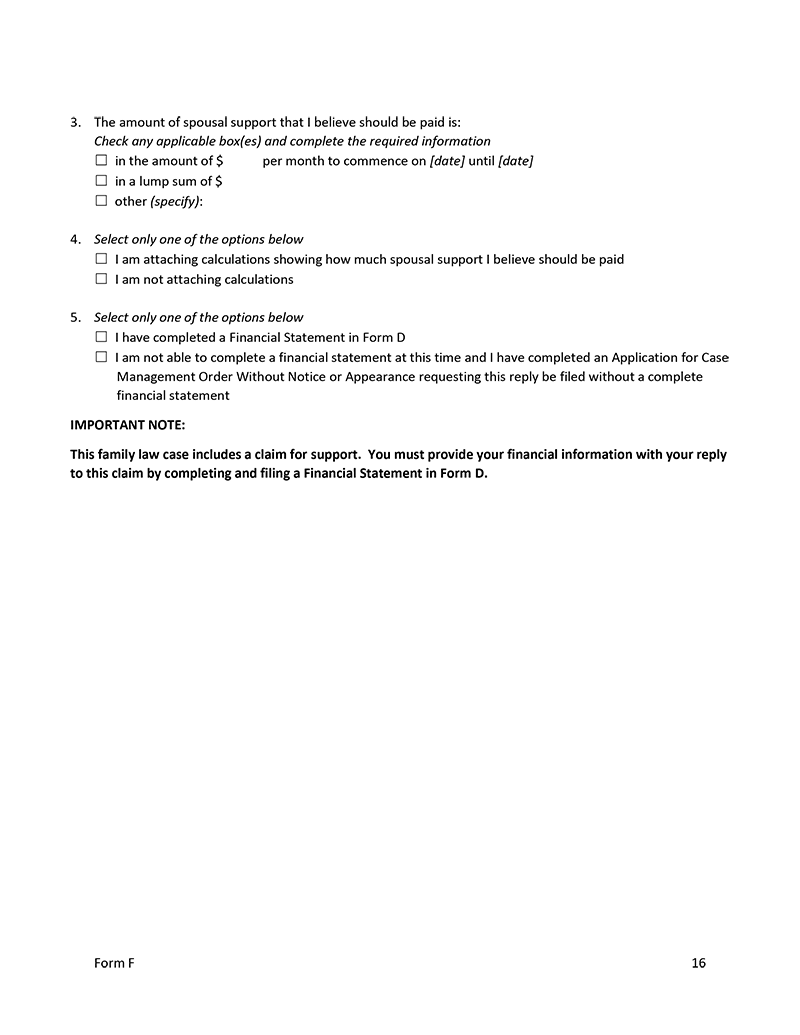 3. The amount of spousal support that I believe should be paid is:
Check any applicable box(es) and complete the required information
☐ in the amount of $ per month to commence on [date] until [date]
☐ in a lump sum of $
☐ other (specify):
4. Select only one of the options below
☐ I am attaching calculations showing how much spousal support I believe should be paid
☐ I am not attaching calculations
5. Select only one of the options below
☐ I have completed a Financial Statement in Form D
☐ I am not able to complete a financial statement at this time and I have completed an Application for Case
Management Order Without Notice or Appearance requesting this reply be filed without a complete
financial statement
IMPORTANT NOTE:
This family law case includes a claim for support. You must provide your financial information with your reply
to this claim by completing and filing a Financial Statement in Form D.
Form F 16